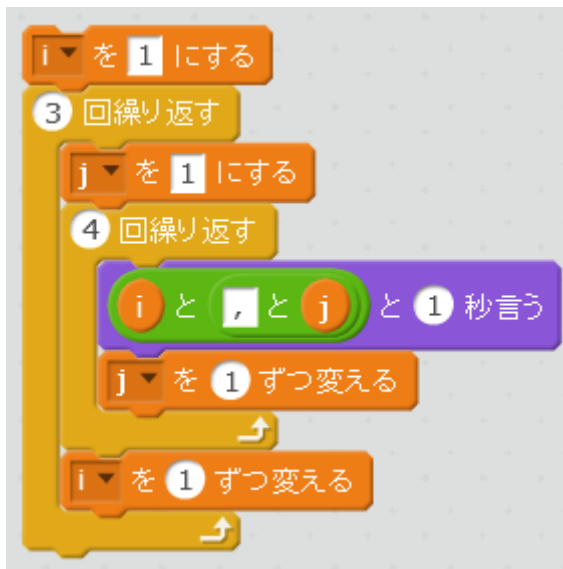 i を 1 にする
3 回繰り返す
j を 1 にする
4 回繰り返す
i と , と j と 1 秒言う
j を 1 ずつ変える
i を 1 ずつ変える